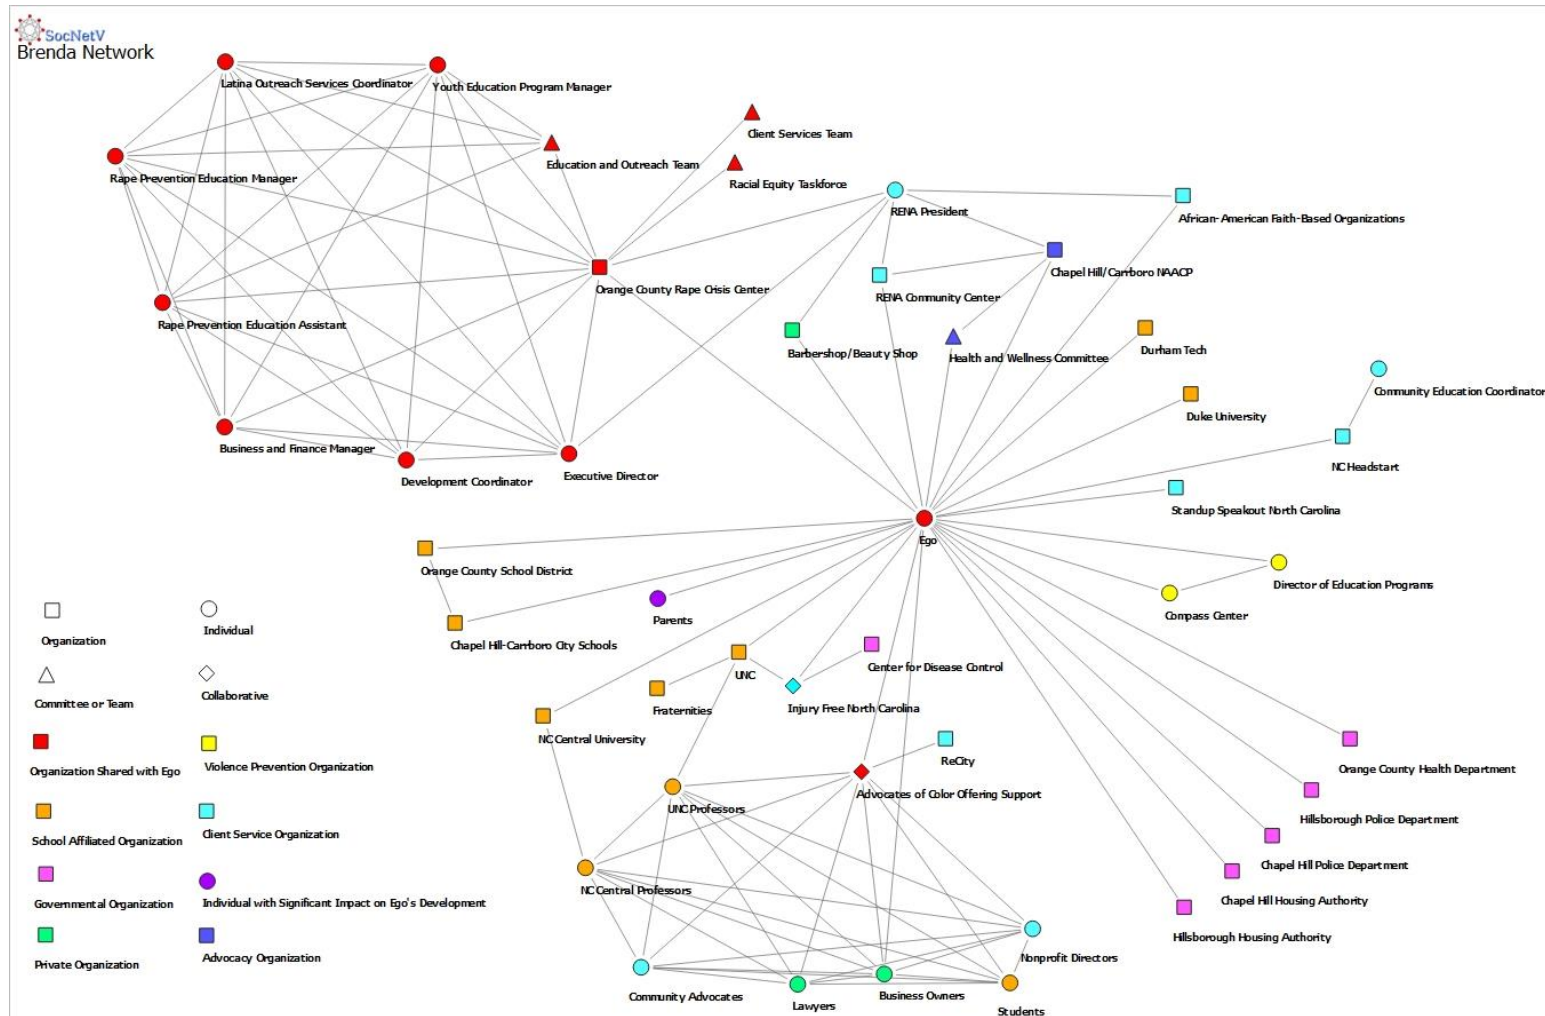 SocNetV
Brenda Network
Latina Outreach Services Coordinator
Youth Education Program Manager
Client Services Team
Education and Outreach Team
Rape Prevention Education Manager
Racial Equity Taskforce
RENA President
African-American Faith-Based Organizations
Chapel Hill/Carrboro NAACP
Orange County Rape Crisis Center
RENA Community Center
Rape Prevention Education Assistant
Barbershop/Beauty Shop
Health and Wellness Committee
Durham Tech
Community Education Coordinator
Duke University
Business and Finance Manager
NC Headstart
Development Coordinator
Executive Director
Standup Speakout North Carolina
Ego
Orange County School District
Director of Education Programs
Compass Center
Parents
Organization
Individual
Chapel Hill-Carrboro City Schools
Center for Disease Control
UNC
Committee or Team
Collaborative
Fraternities
Injury Free North Carolina
NC Central University
ReCity
Orange County Health Department
Organization Shared with Ego
Violence Prevention Organization
Advocates of Color Offering Support
UNC Professors
Hillsborough Police Department
School Affiliated Organization
Client Service Organization
Chapel Hill Police Department
NC Central Professors
Chapel Hill Housing Authority
Governmental Organization
Individual with Significant Impact on Ego's Development
Hillsborough Housing Authority
Private Organization
Advocacy Organization
Nonprofit Directors
Community Advocates
Lawyers
Business Owners
Students